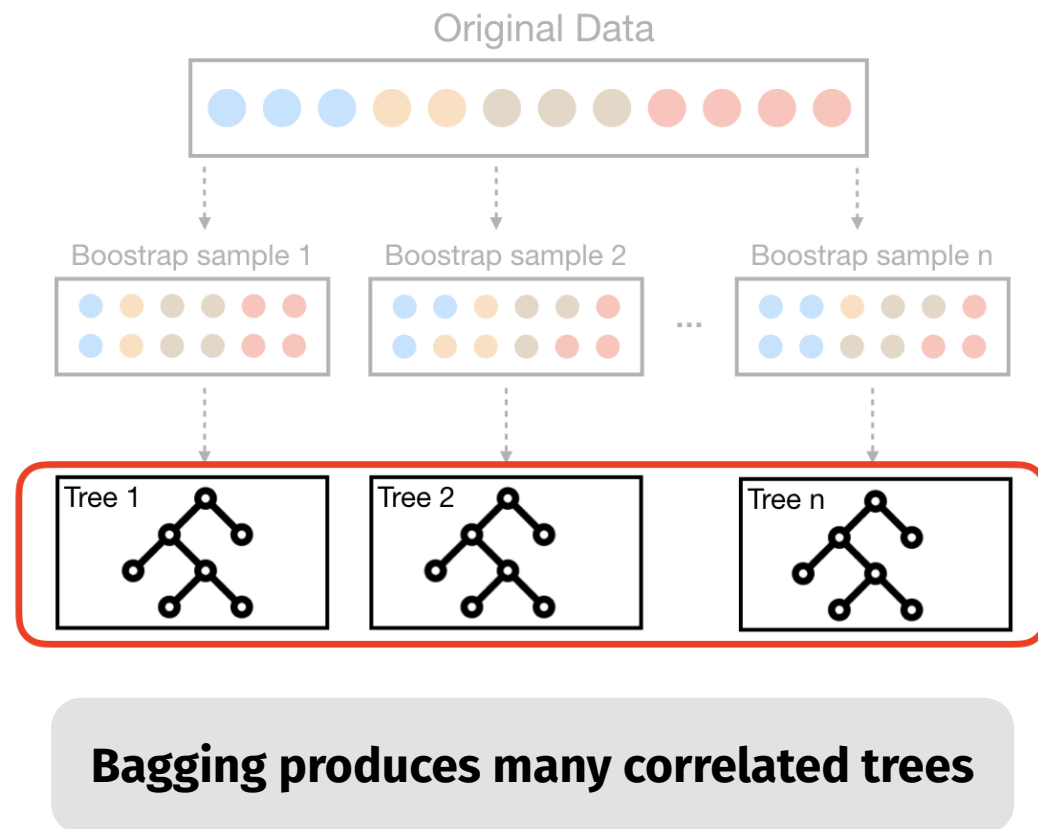 Original Data
Boostrap sample 1
Boostrap sample 2
Boostrap sample n
...
Tree 1
Tree 2
Tree n
Bagging produces many correlated trees